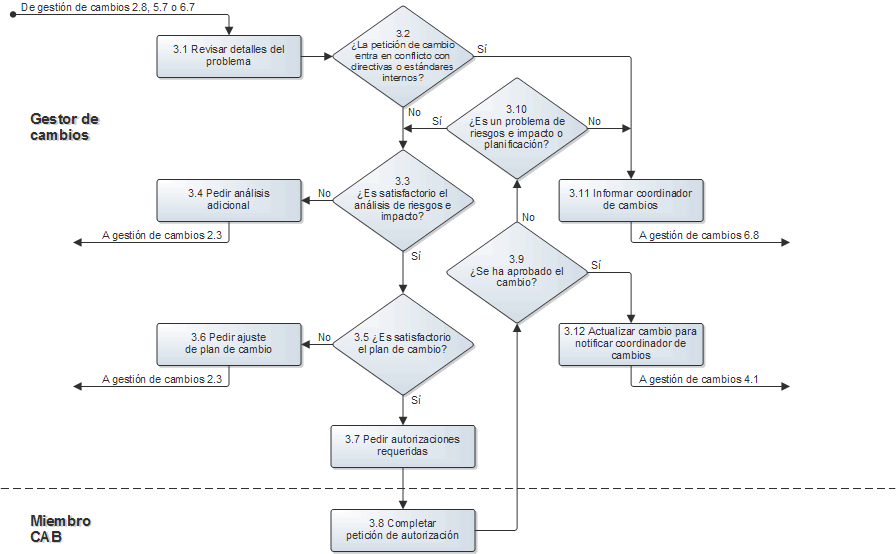 De gestión de cambios 2.8, 5.7 o 6.7
3.1 Revisar detalles del
problema
3.2
¿La petición de cambio
entra en conflicto con
directivas o estándares
internos?
Sí
No
Gestor de
cambios
3.10
¿Es un problema de
riesgos e impacto o
planificación?
Sí
No
3.3
¿Es satisfactorio el
análisis de riesgos e
impacto?
No
Sí
3.4 Pedir análisis
adicional
A gestión de cambios 2.3
3.11 Informar coordinador
de cambios
A gestión de cambios 6.8
No
3.9
¿Se ha aprobado el
cambio?
Sí
3.6 Pedir ajuste
de plan de cambio
No
3.5 ¿Es satisfactorio
el plan de cambio?
3.12 Actualizar cambio para
notificar coordinador de
cambios
A gestión de cambios 2.3
A gestión de cambios 4.1
Sí
3.7 Pedir autorizaciones
requeridas
Miembro
CAB
3.8 Completar
petición de autorización